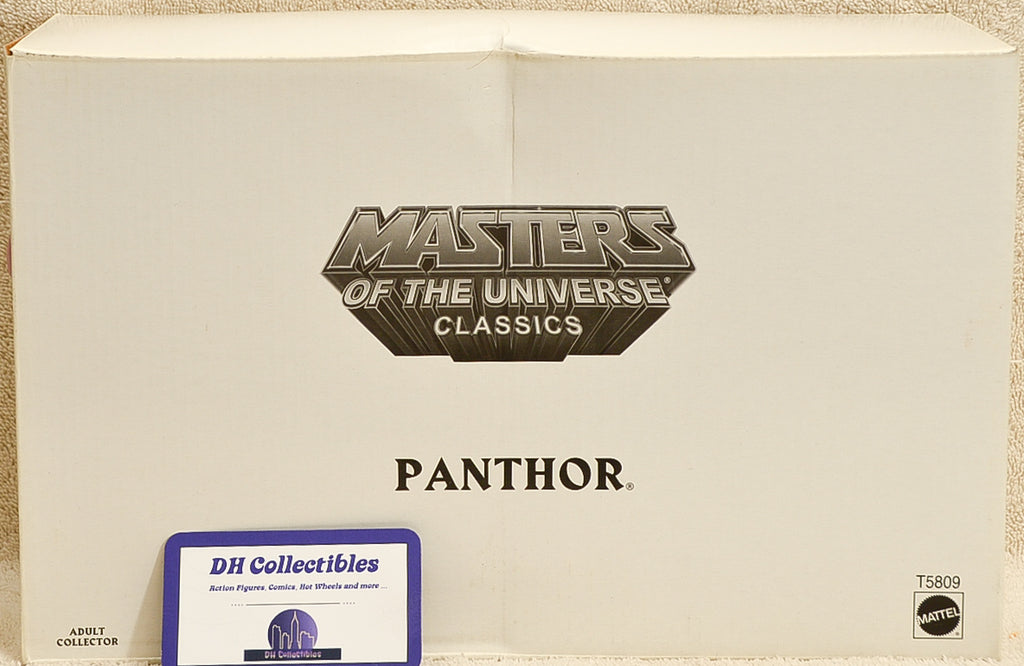 MASTERS
OF THE UNIVERSE®
CLASSICS
PANTHOR®
DH Collectibles
Action Figures, Comics, Hot Wheels and more ...
DH Collectibles
ADULT
COLLECTOR
T5809
MATTEL®